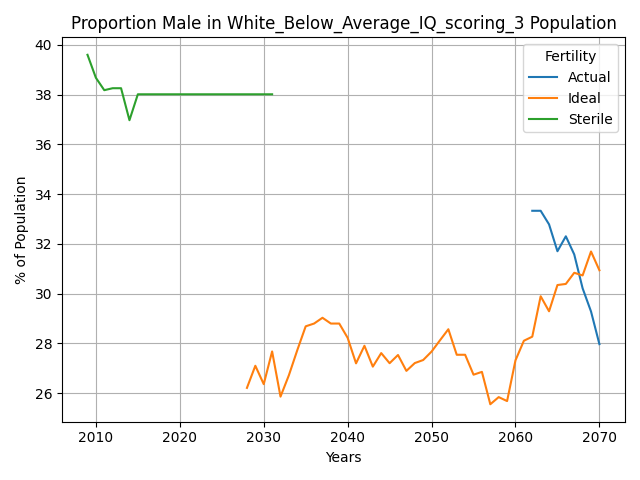 Proportion Male in White_Below_Average_IQ_scoring_3 Population
Fertility
Actual
Ideal
Sterile
% of Population
40
38
36
34
32
30
28
26
2010
2020
2030
2040
2050
2060
2070
Years